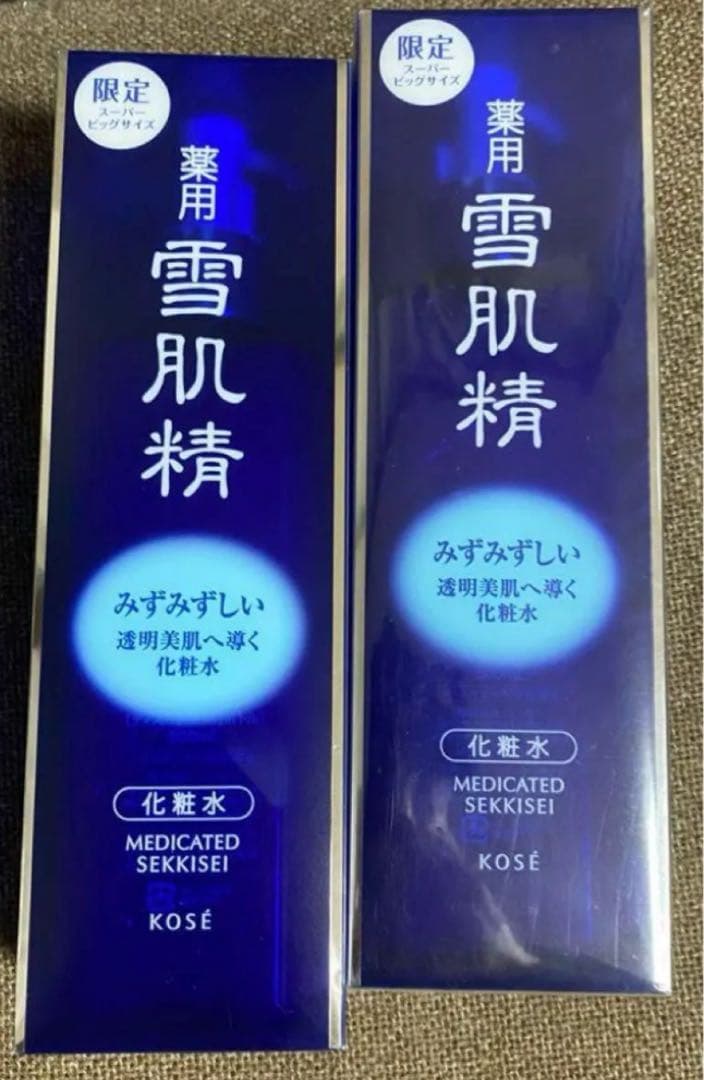 限定
スーパー
ビッグサイズ
薬用
雪肌精
みずみずしい
透明美肌へ導く
化粧水
化粧水
MEDICATED
SEKKISEI
KOSÉ
限定
スーパー
ビッグサイズ
薬用
雪肌精
みずみずしい
透明美肌へ導く
化粧水
化粧水
MEDICATED
SEKKISEI
KOSÉ